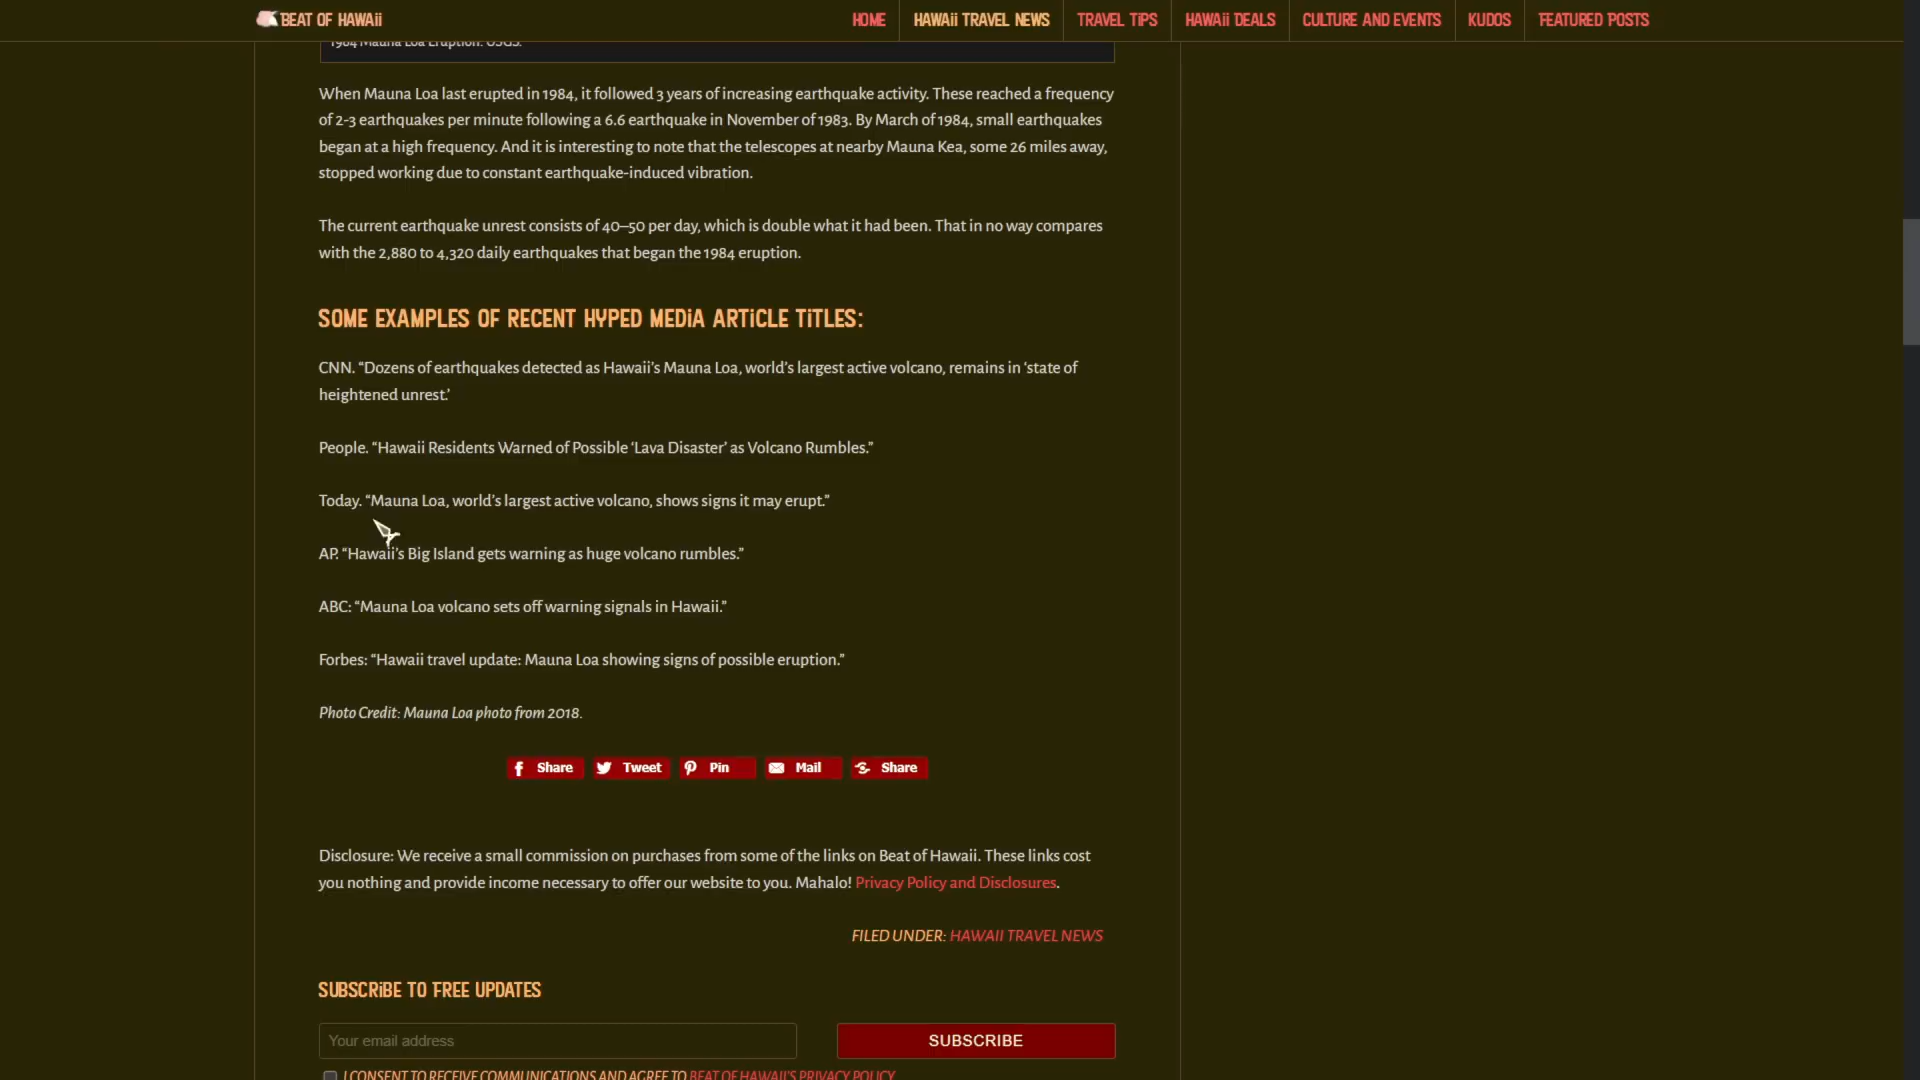 BEAT OF HAWAII
HOME
HAWAII TRAVEL NEWS
TRAVEL TIPS
HAWAII DEALS
CULTURE AND EVENTS
KUDOS
FEATURED POSTS
1984 Mauna Loa Eruption. USGS.
When Mauna Loa last erupted in 1984, it followed 3 years of increasing earthquake activity. These reached a frequency
of 2-3 earthquakes per minute following a 6.6 earthquake in November of 1983. By March of 1984, small earthquakes
began at a high frequency. And it is interesting to note that the telescopes at nearby Mauna Kea, some 26 miles away,
stopped working due to constant earthquake-induced vibration.
The current earthquake unrest consists of 40–50 per day, which is double what it had been. That in no way compares
with the 2,880 to 4,320 daily earthquakes that began the 1984 eruption.
SOME EXAMPLES OF RECENT HYPED MEDIA ARTICLE TITLES:
CNN. “Dozens of earthquakes detected as Hawaii’s Mauna Loa, world’s largest active volcano, remains in ‘state of
heightened unrest.’
People. “Hawaii Residents Warned of Possible ‘Lava Disaster’ as Volcano Rumbles.”
Today. “Mauna Loa, world’s largest active volcano, shows signs it may erupt.”
AP. “Hawaii’s Big Island gets warning as huge volcano rumbles.”
ABC: “Mauna Loa volcano sets off warning signals in Hawaii.”
Forbes: “Hawaii travel update: Mauna Loa showing signs of possible eruption.”
Photo Credit: Mauna Loa photo from 2018.
Share
Tweet
Pin
Mail
Share
Disclosure: We receive a small commission on purchases from some of the links on Beat of Hawaii. These links cost
you nothing and provide income necessary to offer our website to you. Mahalo! Privacy Policy and Disclosures.
FILED UNDER: HAWAII TRAVEL NEWS
SUBSCRIBE TO FREE UPDATES
Your email address
SUBSCRIBE
I CONSENT TO RECEIVE COMMUNICATIONS AND AGREE TO BEAT OF HAWAII'S PRIVACY POLICY